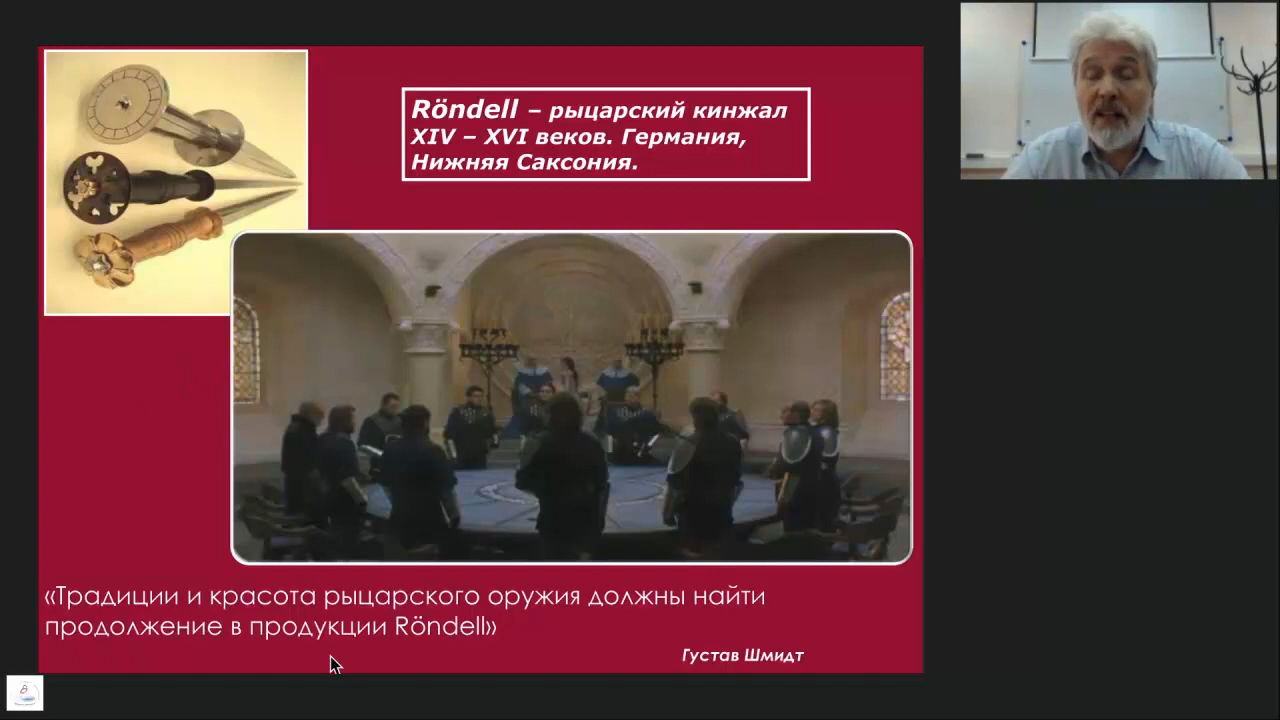 Röndell – рыцарский кинжал
XIV – XVI веков. Германия,
Нижняя Саксония.
«Традиции и красота рыцарского оружия должны найти
продолжение в продукции Röndell»
Густав Шмидт